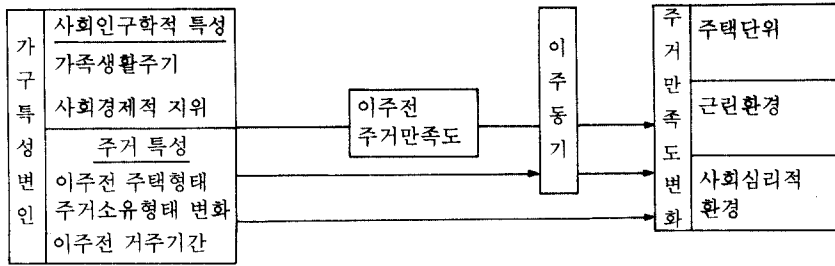 가구특성변인
사회인구학적 특성
가족생활주기
사회경제적 지위
주거 특성
이주전 주택형태
주거소유형태 변화
이주전 거주기간
이주전
주거만족도
이주동기
주거만족도변화
주택단위
근린환경
사회심리적
환경